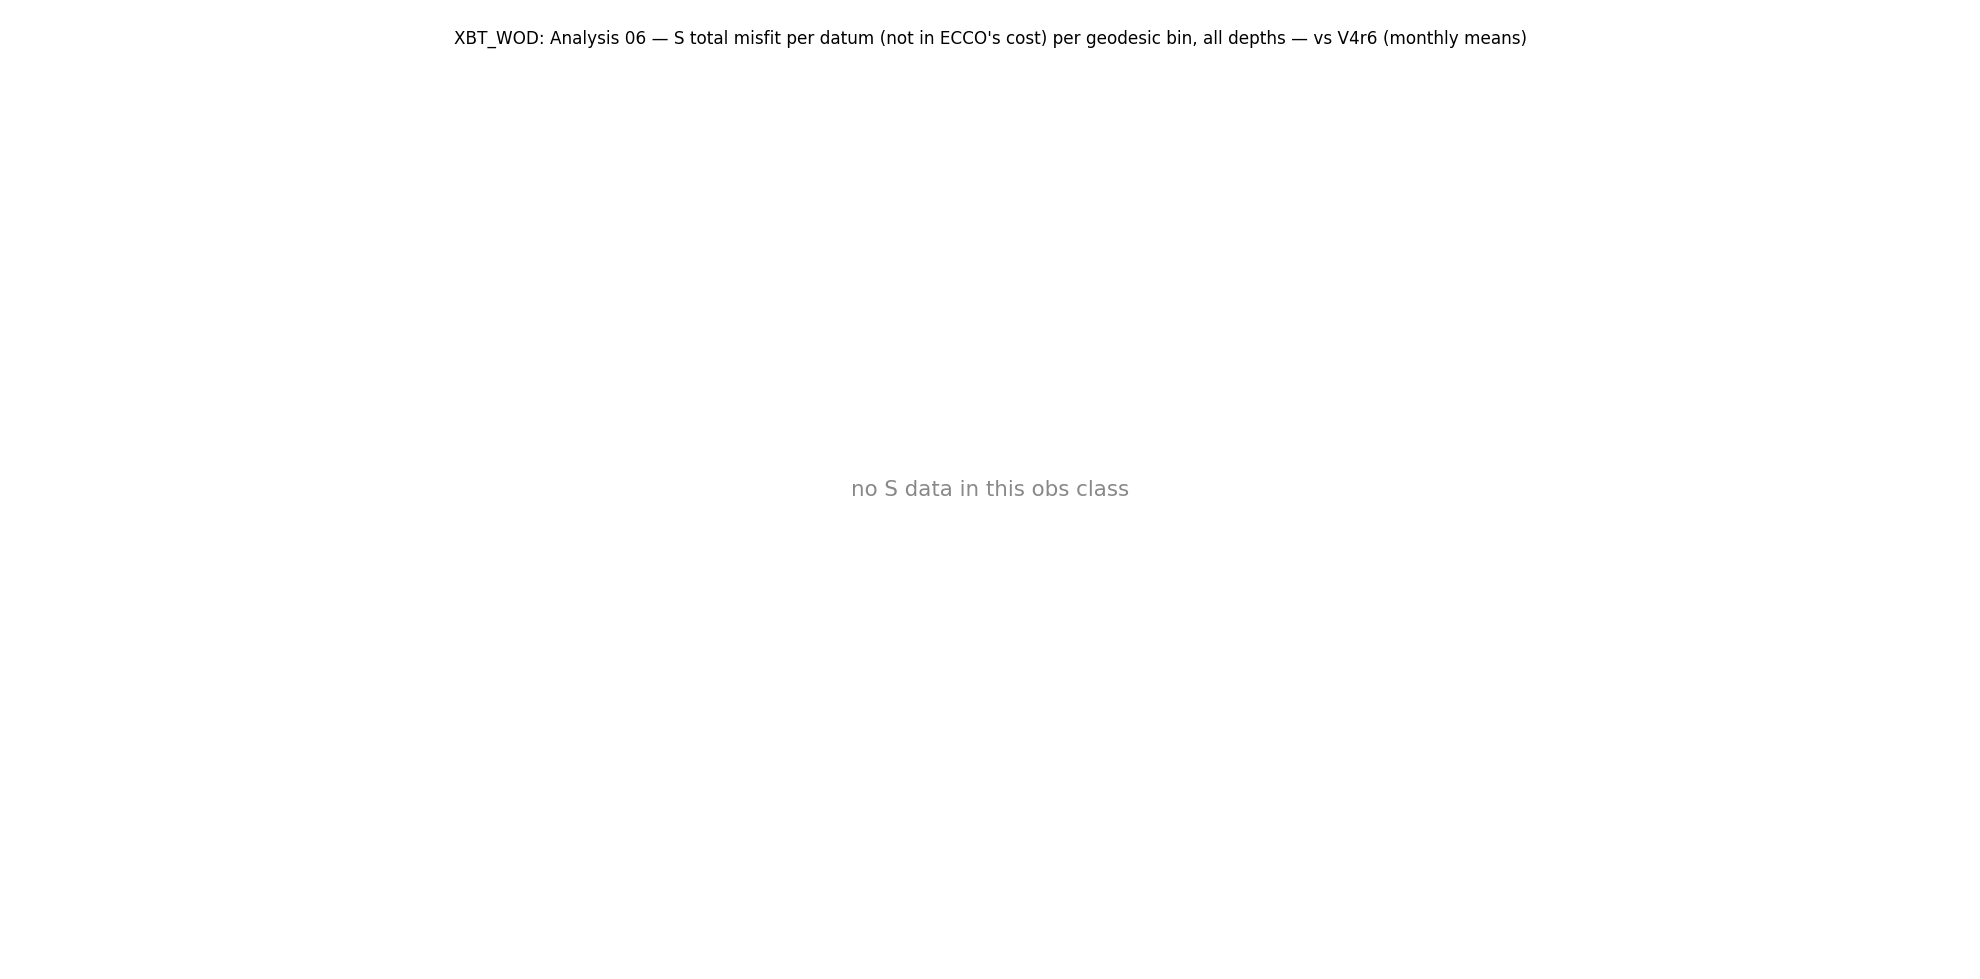 XBT_WOD: Analysis 06 — S total misfit per datum (not in ECCO's cost) per geodesic bin, all depths — vs V4r6 (monthly means)
no S data in this obs class